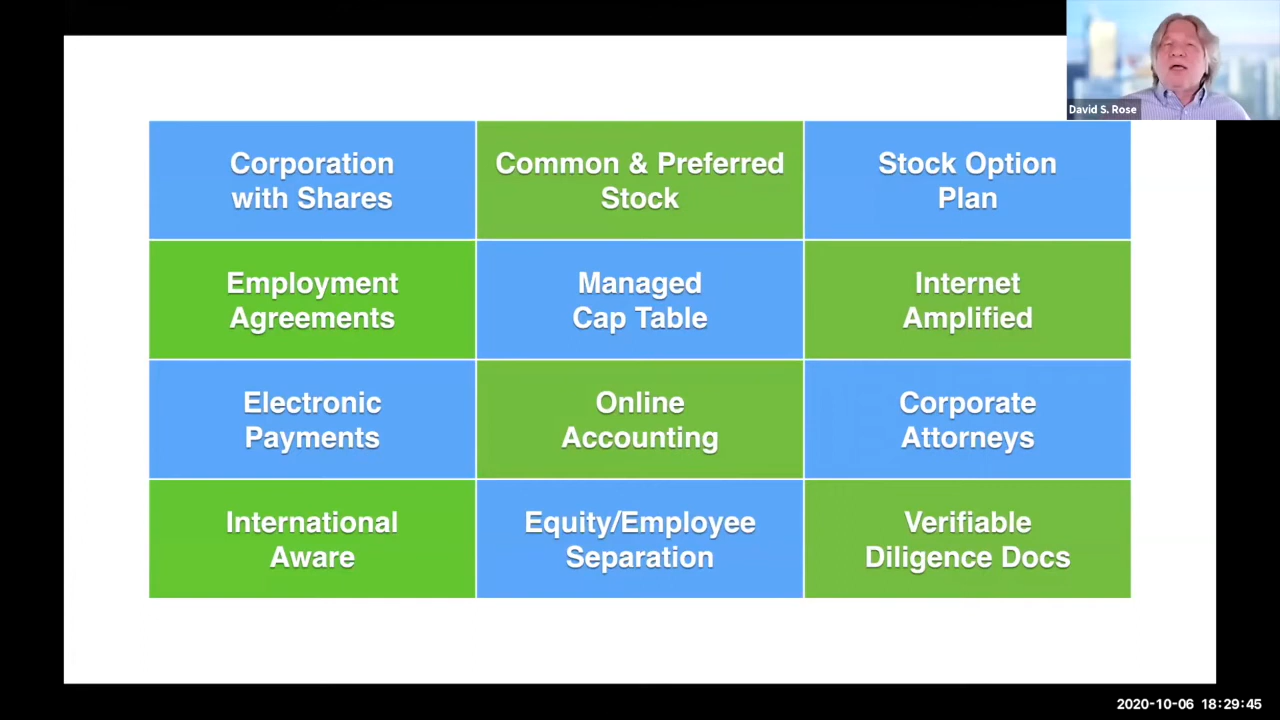 David S. Rose
Corporation
with Shares
Common & Preferred
Stock
Stock Option
Plan
Employment
Agreements
Managed
Cap Table
Internet
Amplified
Electronic
Payments
Online
Accounting
Corporate
Attorneys
International
Aware
Equity/Employee
Separation
Verifiable
Diligence Docs
2020-10-06 18:29:45